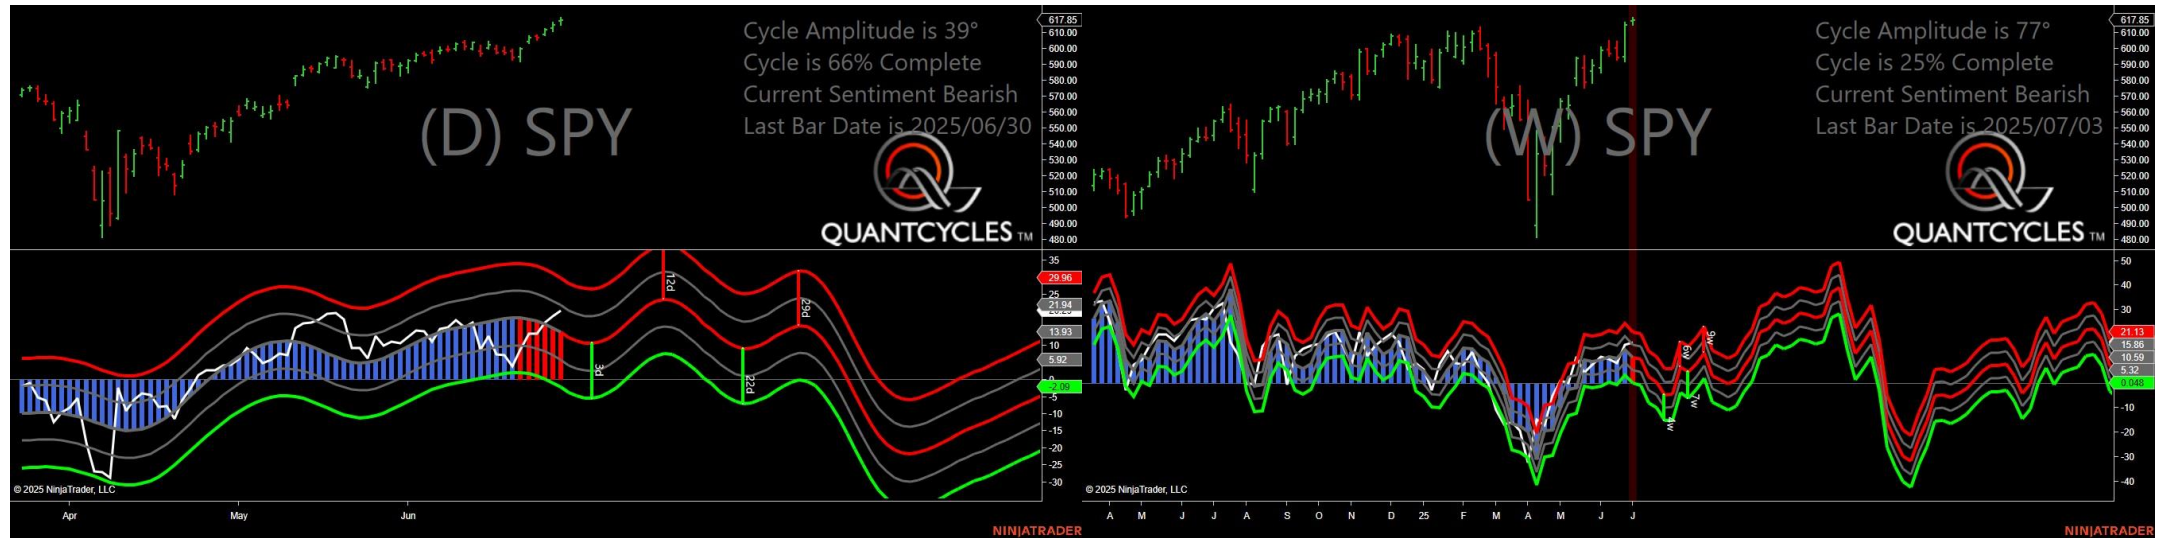 Cycle Amplitude is 39°
Cycle is 66% Complete
Current Sentiment Bearish
Last Bar Date is 2025/06/30
(D) SPY
QUANTCYCLES TM
617.85
610.00
600.00
590.00
580.00
570.00
560.00
550.00
540.00
530.00
520.00
510.00
500.00
490.00
480.00
35
29.96
25
21.94
13.93
10
5.92
0
-2.09
-5
-10
-15
-20
-25
-30
3d
12d
22d
29d
© 2025 NinjaTrader, LLC
Apr May Jun
NINJATRADER
Cycle Amplitude is 77°
Cycle is 25% Complete
Current Sentiment Bearish
Last Bar Date is 2025/07/03
(W) SPY
QUANTCYCLES TM
617.85
610.00
600.00
590.00
580.00
570.00
560.00
550.00
540.00
530.00
520.00
510.00
500.00
490.00
480.00
50
40
30
21.13
15.86
10.59
5.32
0.048
-10
-20
-30
-40
4w
6w
7w
9w
© 2025 NinjaTrader, LLC
A M J J A S O N D 25 F M A M J J
NINJATRADER